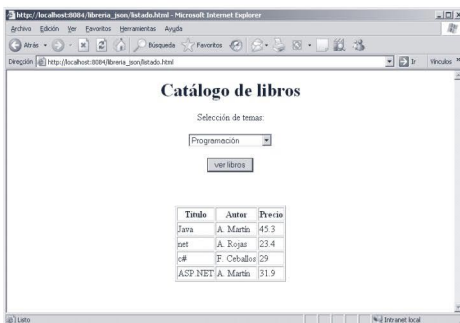 http://localhost:8084/libreria_json/listado.html - Microsoft Internet Explorer
Archivo Edición Ver Favoritos Herramientas Ayuda
Atrás Búsqueda Favoritos
Dirección http://localhost:8084/libreria_json/listado.html Ir Vínculos »
Catálogo de libros
Selección de temas:
Programación
ver libros
Título Autor Precio
Java A. Martín 45.3
net A. Rojas 23.4
c# F. Ceballos 29
ASP.NET A. Martín 31.9
Listo Intranet local